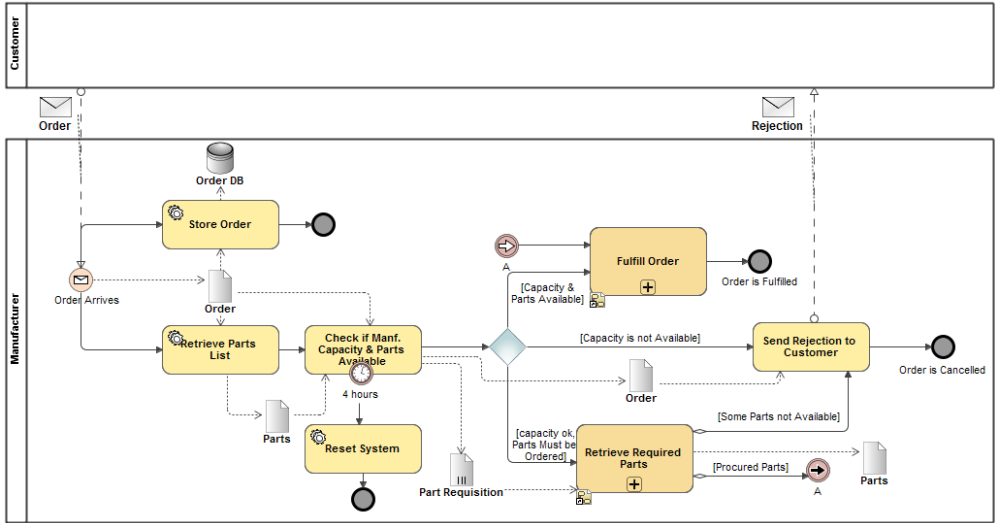 Customer
Order
Rejection
Manufacturer
Order DB
Store Order
Order Arrives
Order
A
Fulfill Order
Order is Fulfilled
[Capacity &
Parts Available]
Retrieve Parts
List
Check if Manf.
Capacity & Parts
Available
4 hours
[Capacity is not Available]
Send Rejection to
Customer
Order is Cancelled
Order
Parts
Reset System
[Some Parts not Available]
[capacity ok,
Parts Must be
Ordered]
Retrieve Required
Parts
[Procured Parts]
A
Parts
Part Requisition